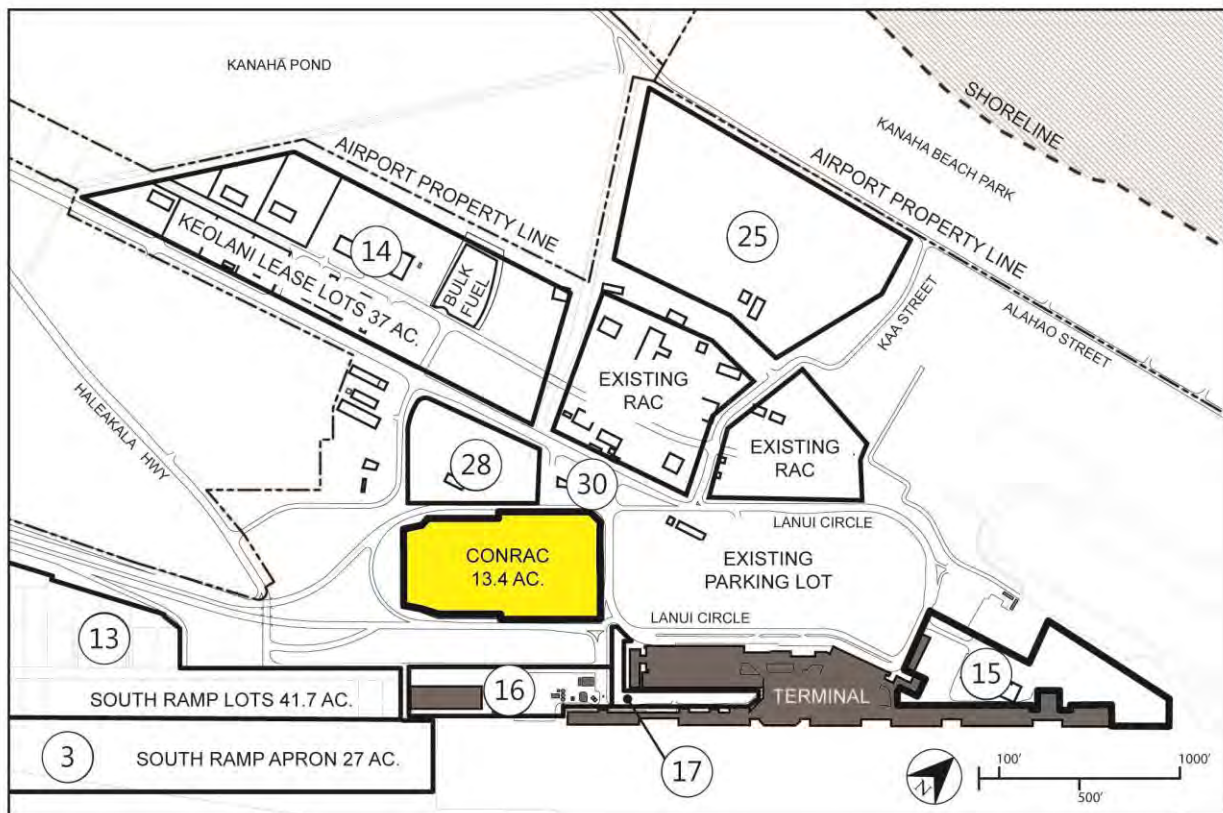 KANAHĀ POND
SHORELINE
KANAHA BEACH PARK
AIRPORT PROPERTY LINE
AIRPORT PROPERTY LINE
14
25
KEOLANI LEASE LOTS 37 AC.
BULK
FUEL
KAA STREET
ALAHAO STREET
EXISTING
RAC
EXISTING
RAC
HALEAKALA HWY
28
30
LANUI CIRCLE
CONRAC
13.4 AC.
EXISTING
PARKING LOT
LANUI CIRCLE
13
15
16
TERMINAL
SOUTH RAMP LOTS 41.7 AC.
3
SOUTH RAMP APRON 27 AC.
17
N
100'
1000'
500'